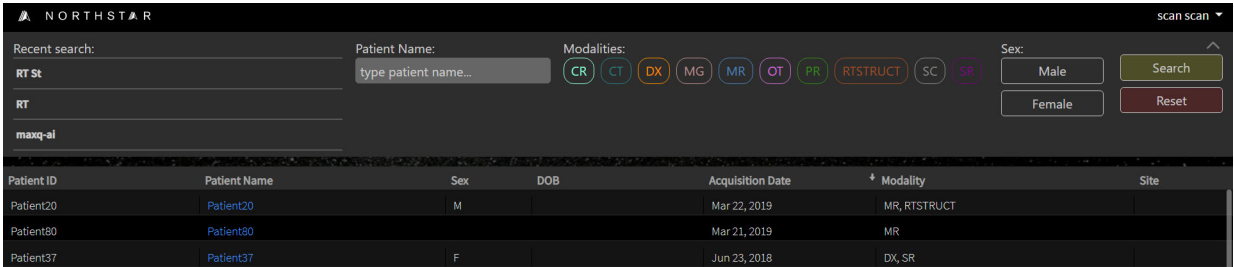 NORTHSTAR
scan scan
Recent search:
Patient Name:
Modalities:
Sex:
RT St
type patient name...
CR CT DX MG MR OT PR RTSTRUCT SC SR
Male
Search
RT
Female
Reset
maxq-ai
Patient ID Patient Name Sex DOB Acquisition Date Modality Site
Patient20 Patient20 M Mar 22, 2019 MR, RTSTRUCT
Patient80 Patient80 Mar 21, 2019 MR
Patient37 Patient37 F Jun 23, 2018 DX, SR